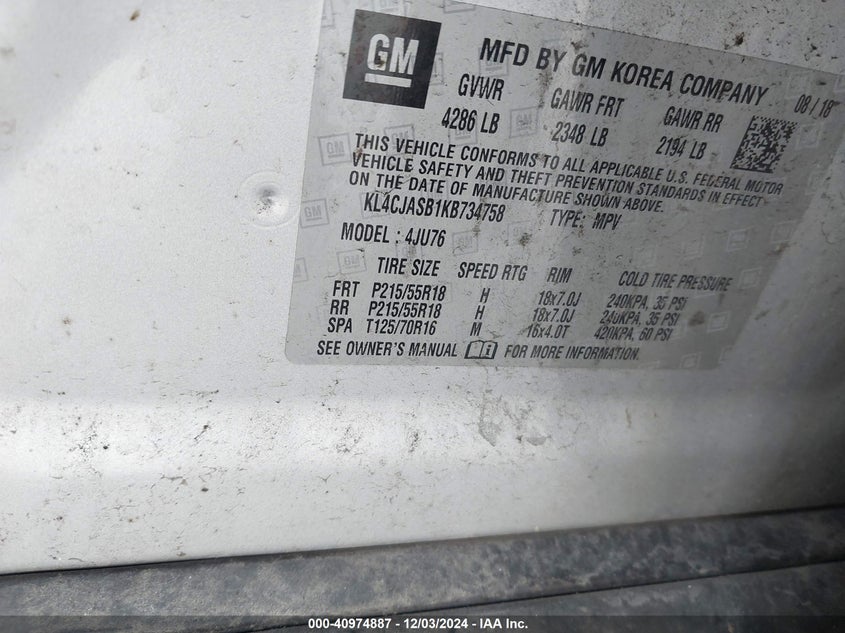 GM
MFD BY GM KOREA COMPANY 08/18
GVWR GAWR FRT GAWR RR
4286 LB 2348 LB 2194 LB
THIS VEHICLE CONFORMS TO ALL APPLICABLE U.S. FEDERAL MOTOR
VEHICLE SAFETY AND THEFT PREVENTION STANDARDS IN EFFECT
ON THE DATE OF MANUFACTURE SHOWN ABOVE.
KL4CJASB1KB734758 TYPE: MPV
MODEL : 4JU76
TIRE SIZE SPEED RTG RIM COLD TIRE PRESSURE
FRT P215/55R18 H 18x7.0J 240KPA, 35 PSI
RR P215/55R18 H 18x7.0J 240KPA, 35 PSI
SPA T125/70R16 M 16x4.0T 420KPA, 60 PSI
SEE OWNER'S MANUAL FOR MORE INFORMATION.
000-40974887 - 12/03/2024 - IAA Inc.